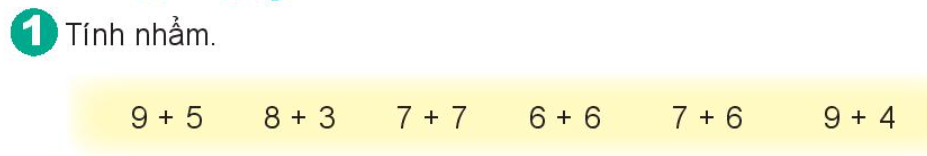 1 Tính nhẩm.
9 + 5 8 + 3 7 + 7 6 + 6 7 + 6 9 + 4